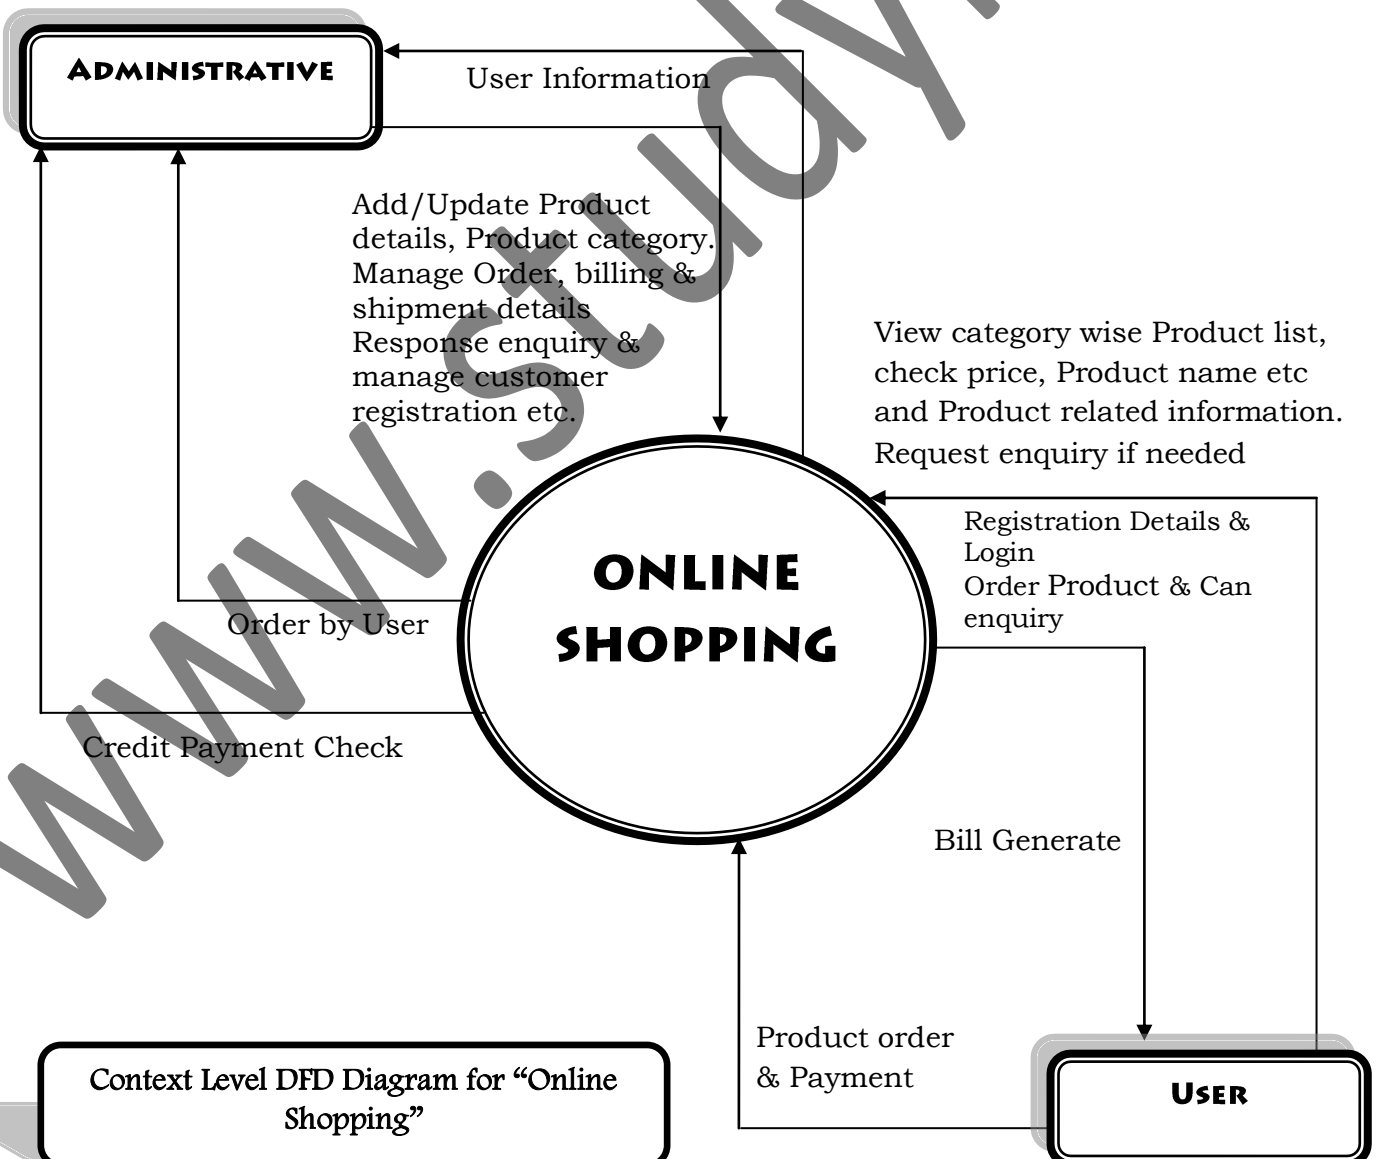 ADMINISTRATIVE
User Information
Add/Update Product
details, Product category.
Manage Order, billing &
shipment details
Response enquiry &
manage customer
registration etc.
View category wise Product list,
check price, Product name etc
and Product related information.
Request enquiry if needed
Registration Details &
Login
Order Product & Can
enquiry
ONLINE
SHOPPING
Order by User
Credit Payment Check
Bill Generate
Product order
& Payment
USER
Context Level DFD Diagram for “Online
Shopping”
www.study